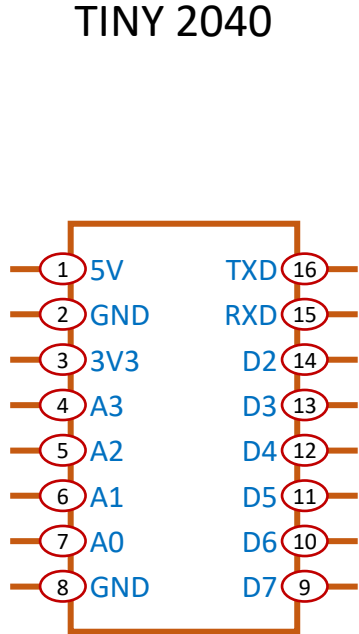 TINY 2040
1 5V TXD 16
2 GND RXD 15
3 3V3 D2 14
4 A3 D3 13
5 A2 D4 12
6 A1 D5 11
7 A0 D6 10
8 GND D7 9